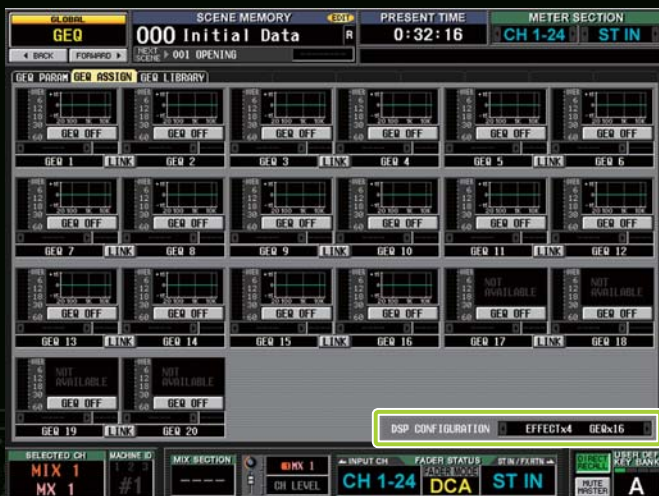 GLOBAL SCENE MEMORY EDIT PRESENT TIME METER SECTION
GEQ 000 Initial Data R 0:32:16 CH 1-24 ST IN
BACK FORWARD NEXT SCENE 001 OPENING
GEQ PARAM GEQ ASSIGN GEQ LIBRARY
GEQ OFF GEQ OFF GEQ OFF GEQ OFF GEQ OFF GEQ OFF
GEQ 1 LINK GEQ 2 GEQ 3 LINK GEQ 4 GEQ 5 LINK GEQ 6
GEQ OFF GEQ OFF GEQ OFF GEQ OFF GEQ OFF GEQ OFF
GEQ 7 LINK GEQ 8 GEQ 9 LINK GEQ 10 GEQ 11 LINK GEQ 12
NOT AVAILABLE NOT AVAILABLE
GEQ OFF GEQ OFF GEQ OFF GEQ OFF GEQ OFF GEQ OFF
GEQ 13 LINK GEQ 14 GEQ 15 LINK GEQ 16 GEQ 17 LINK GEQ 18
NOT AVAILABLE NOT AVAILABLE
GEQ OFF GEQ OFF
GEQ 19 LINK GEQ 20
DSP CONFIGURATION EFFECTx4 GEQx16
SELECTED CH MACHINE ID MIX SECTION MX 1 INPUT CH FADER STATUS ST IN/FXRTN DIRECT RECALL USER DEF KEY BANK
MIX 1 1 2 3 FADER MODE
MX 1 #1 ---- CH LEVEL CH 1-24 DCA ST IN MUTE MASTER A